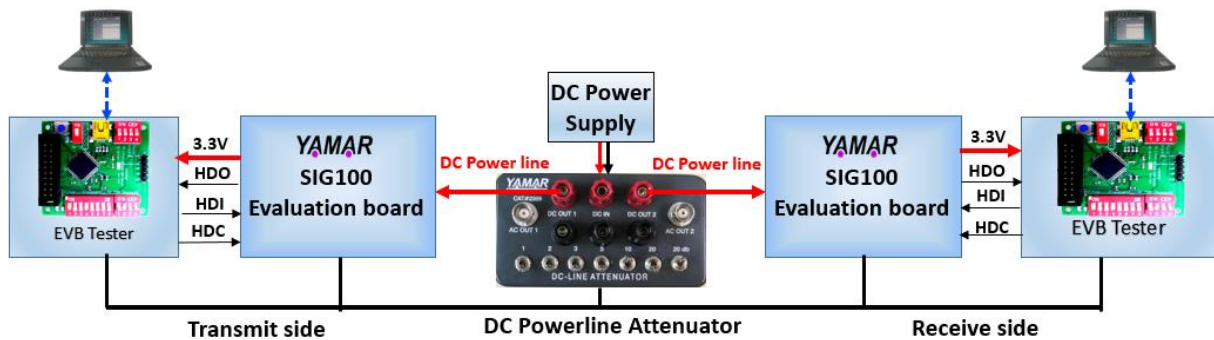 DC Power
Supply
3.3V
HDO
HDI
HDC
EVB Tester
YAMAR
SIG100
Evaluation board
DC Power line
DC Power line
YAMAR
CAT#2999
DC OUT 1
DC IN
DC OUT 2
AC OUT 1
AC OUT 2
1 2 3 5 10 20 20 db
DC-LINE ATTENUATOR
YAMAR
SIG100
Evaluation board
3.3V
HDO
HDI
HDC
EVB Tester
Transmit side
DC Powerline Attenuator
Receive side